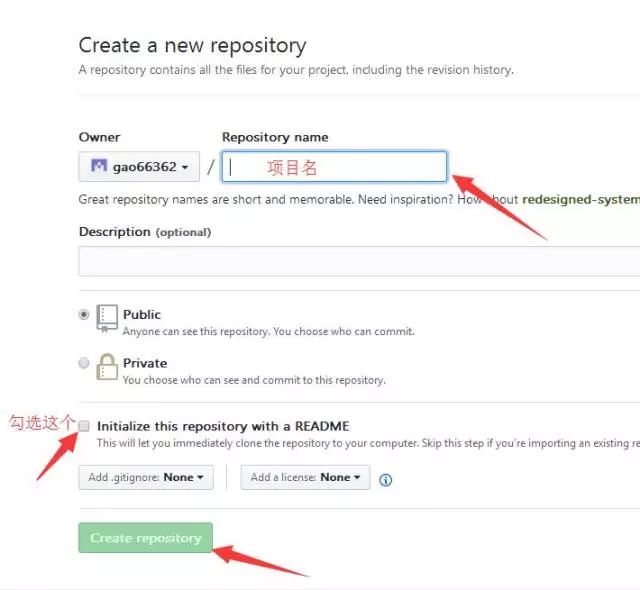 Create a new repository
A repository contains all the files for your project, including the revision history.
Owner Repository name
gao66362 / 项目名
Great repository names are short and memorable. Need inspiration? How about redesigned-system
Description (optional)
Public
Anyone can see this repository. You choose who can commit.
Private
You choose who can see and commit to this repository.
勾选这个 Initialize this repository with a README
This will let you immediately clone the repository to your computer. Skip this step if you're importing an existing re
Add .gitignore: None Add a license: None
Create repository